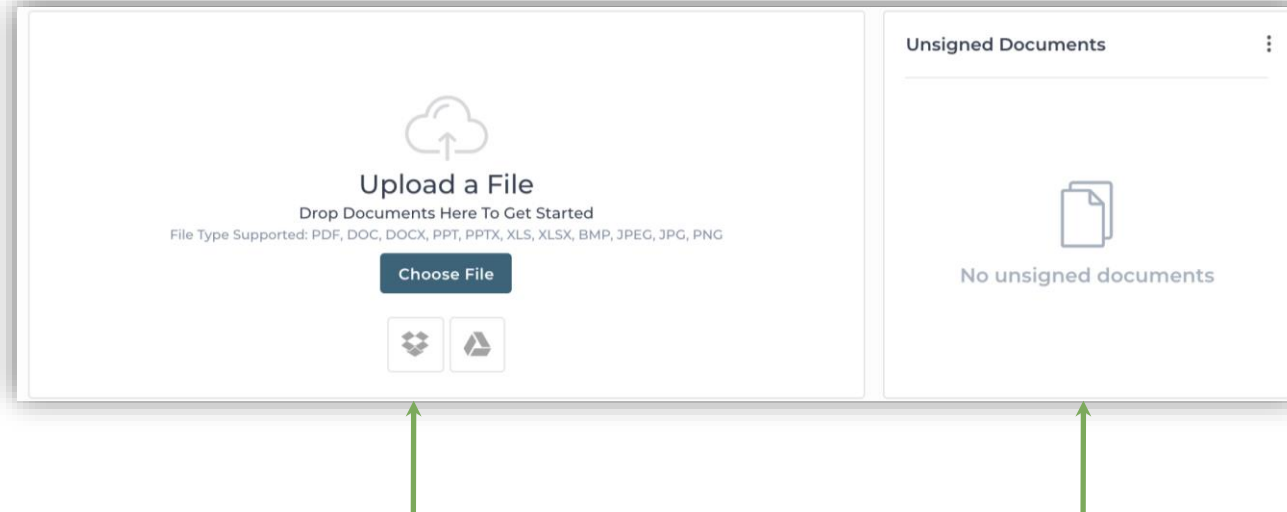 Upload a File
Drop Documents Here To Get Started
File Type Supported: PDF, DOC, DOCX, PPT, PPTX, XLS, XLSX, BMP, JPEG, JPG, PNG
Choose File
Unsigned Documents
No unsigned documents